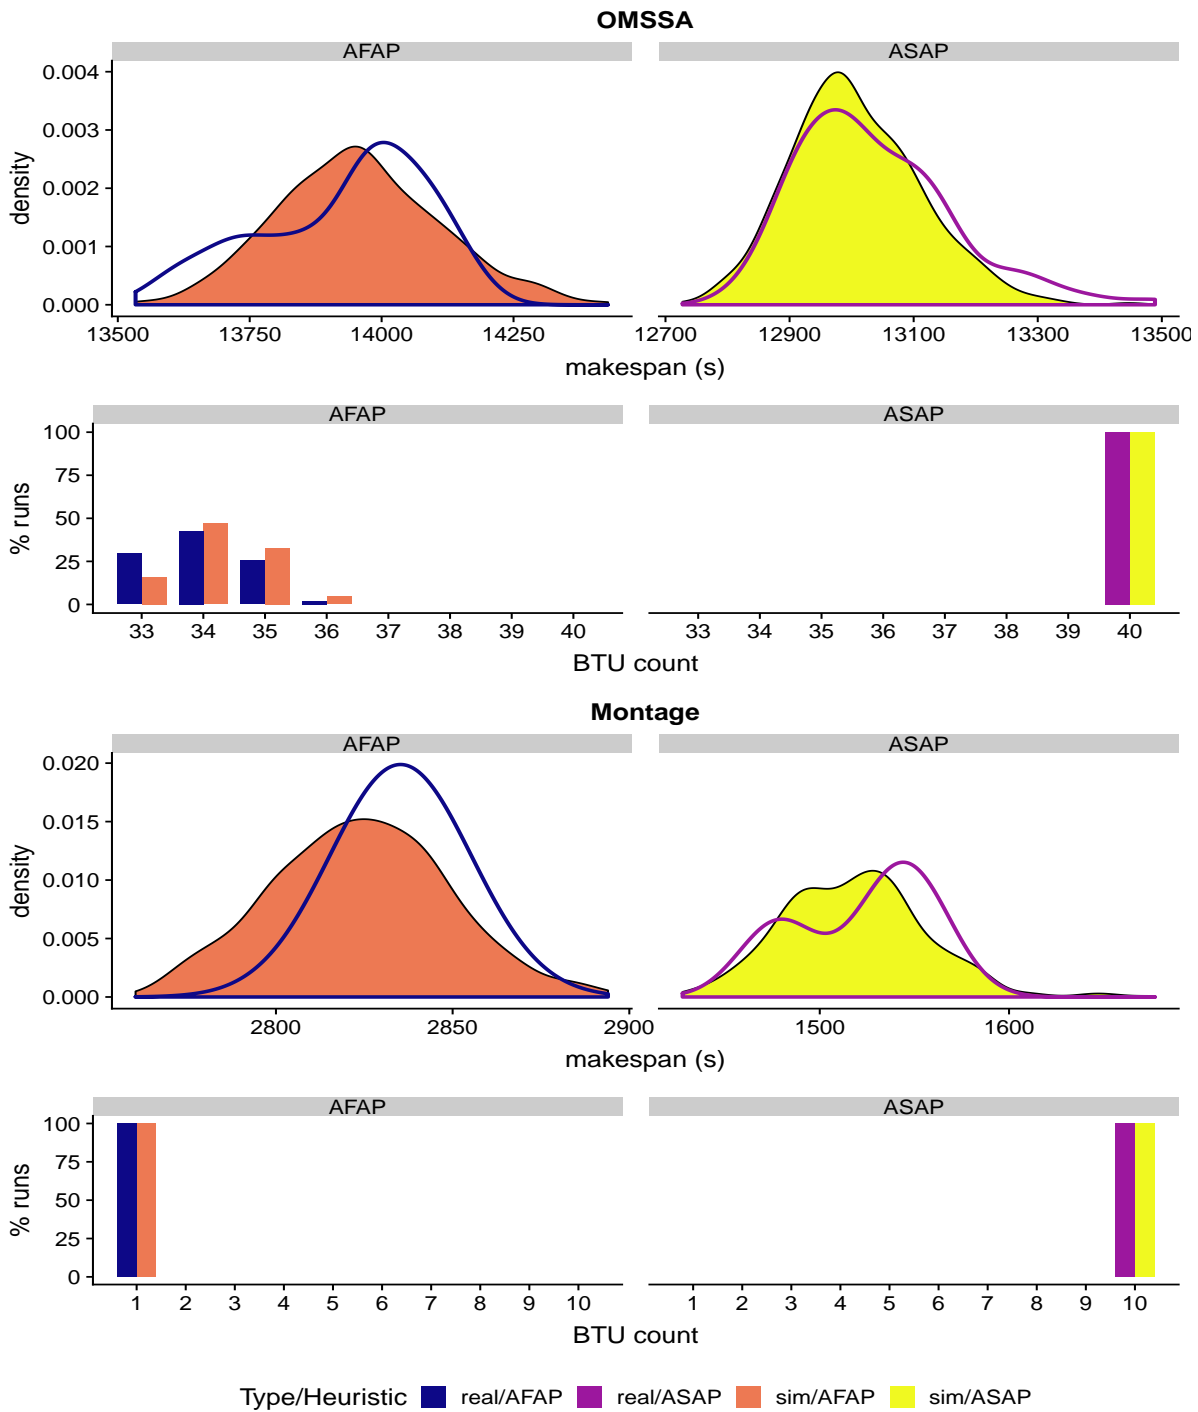 OMSSA
AFAP ASAP
0.004
0.003
0.002
0.001
0.000
density
13500 13750 14000 14250 12700 12900 13100 13300 13500
makespan (s)
AFAP ASAP
100
75
50
25
0
% runs
33 34 35 36 37 38 39 40 33 34 35 36 37 38 39 40
BTU count
Montage
AFAP ASAP
0.020
0.015
0.010
0.005
0.000
density
2800 2850 2900 1500 1600
makespan (s)
AFAP ASAP
100
75
50
25
0
% runs
1 2 3 4 5 6 7 8 9 10 1 2 3 4 5 6 7 8 9 10
BTU count
Type/Heuristic real/AFAP real/ASAP sim/AFAP sim/ASAP